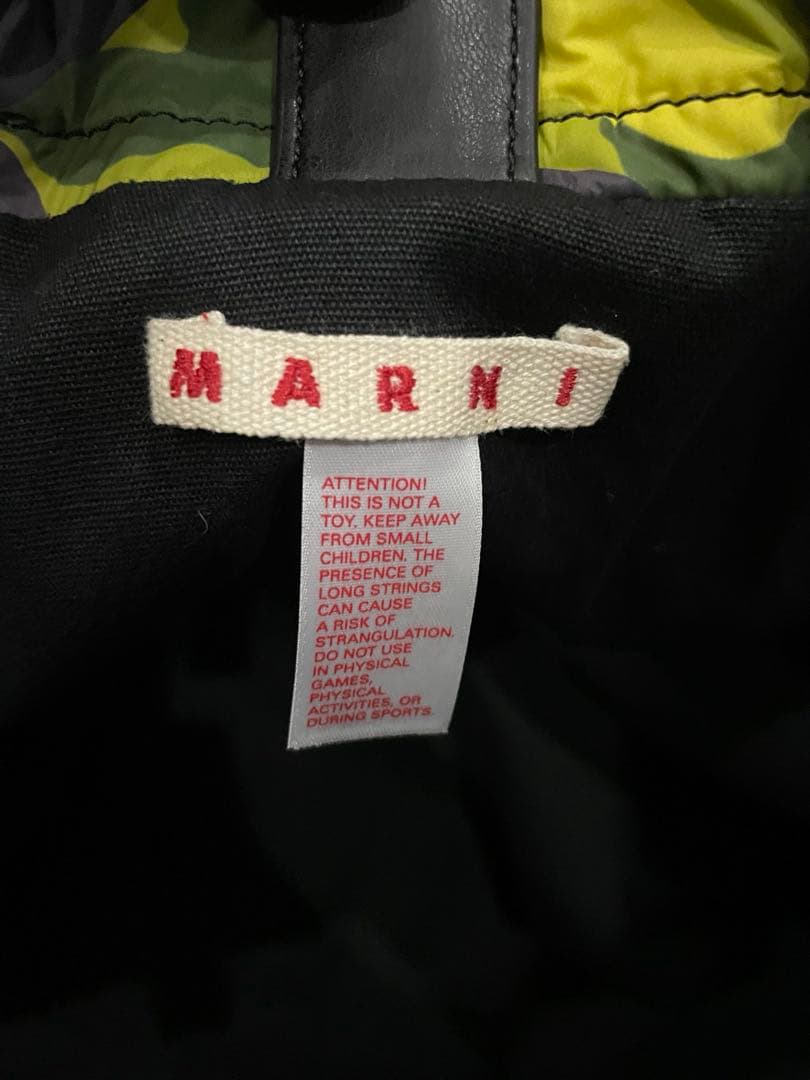 MARNI
ATTENTION!
THIS IS NOT A
TOY. KEEP AWAY
FROM SMALL
CHILDREN. THE
PRESENCE OF
LONG STRINGS
CAN CAUSE
A RISK OF
STRANGULATION.
DO NOT USE
IN PHYSICAL
GAMES,
PHYSICAL
ACTIVITIES, OR
DURING SPORTS.